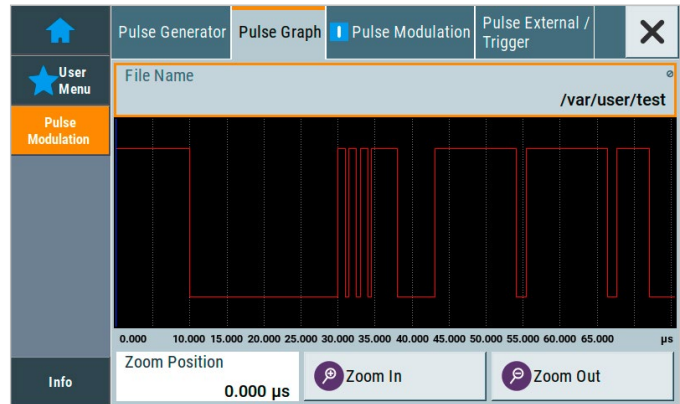 Pulse Generator
Pulse Graph
Pulse Modulation
Pulse External /
Trigger
User
Menu
Pulse
Modulation
File Name
/var/user/test
0.000 10.000 15.000 20.000 25.000 30.000 35.000 40.000 45.000 50.000 55.000 60.000 65.000 µs
Info
Zoom Position
0.000 µs
Zoom In
Zoom Out